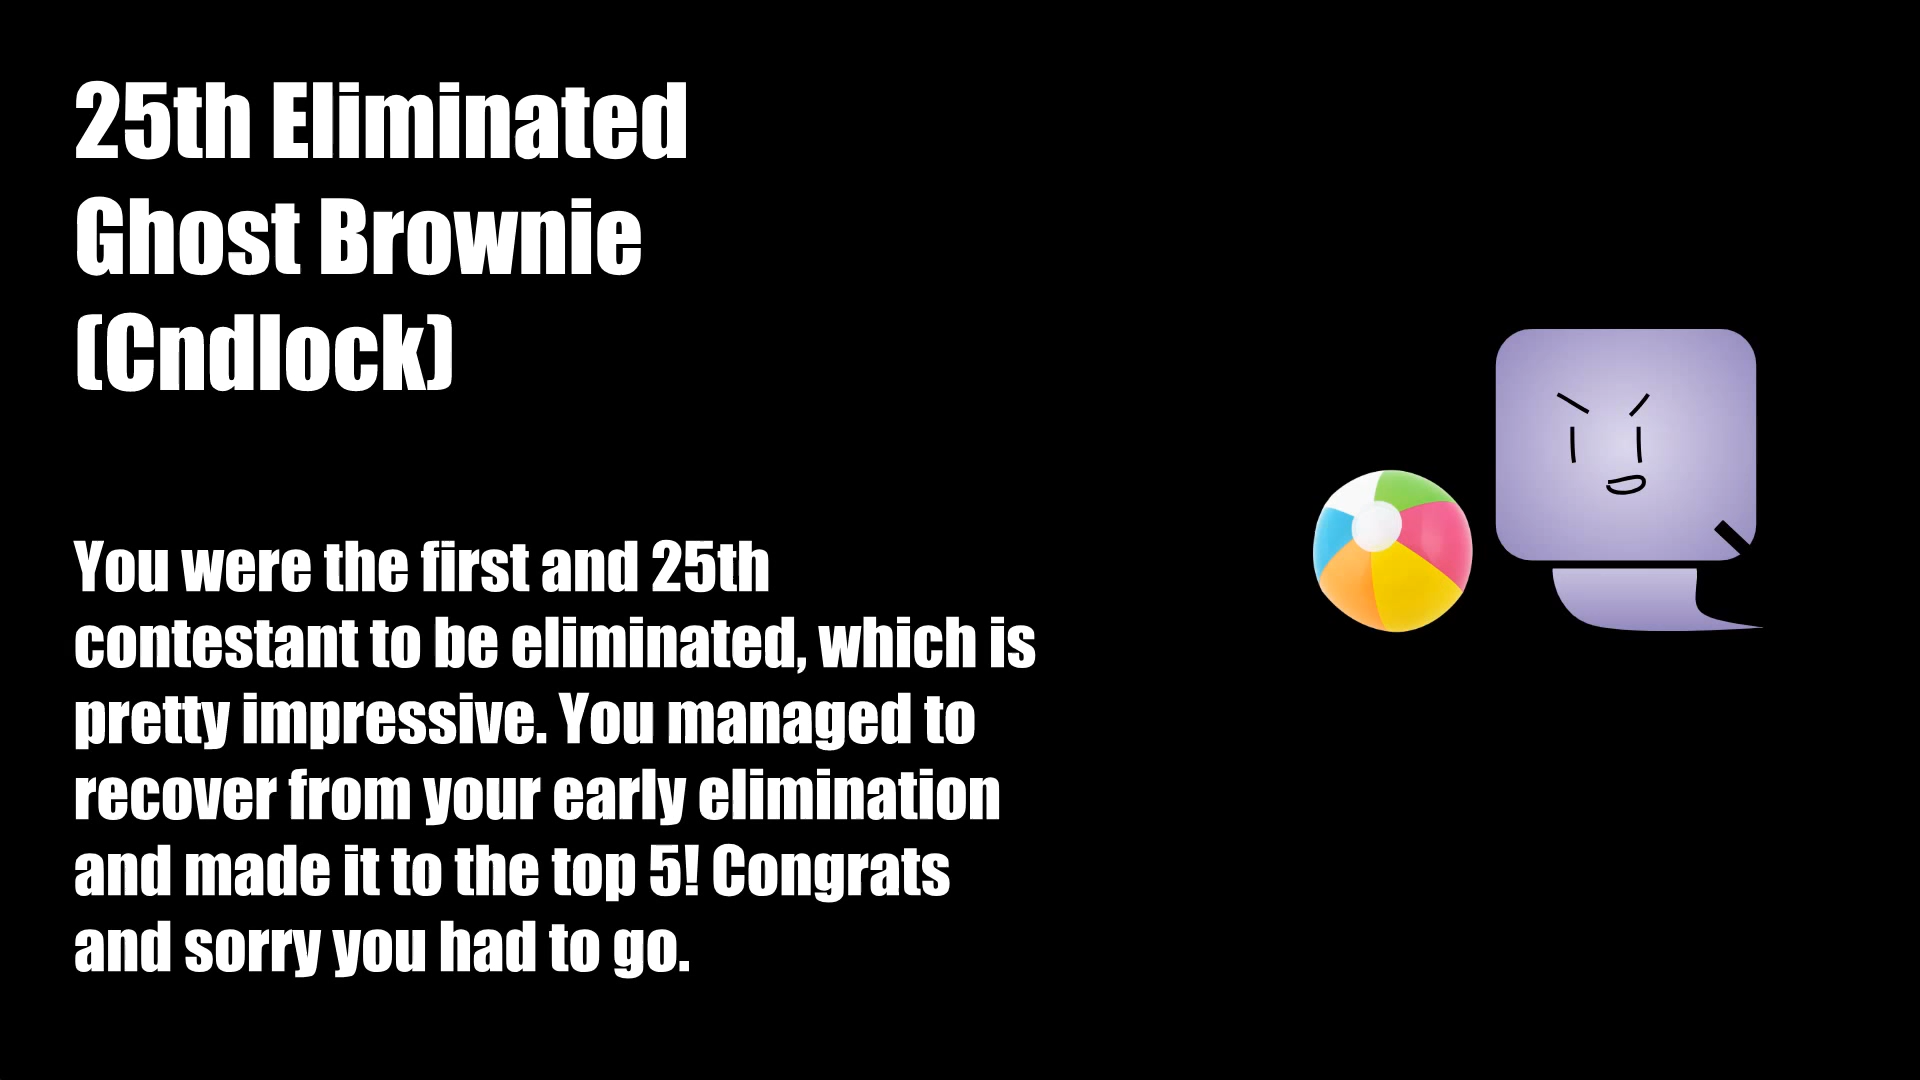 25th Eliminated
Ghost Brownie
(Cndlock)
You were the first and 25th
contestant to be eliminated, which is
pretty impressive. You managed to
recover from your early elimination
and made it to the top 5! Congrats
and sorry you had to go.